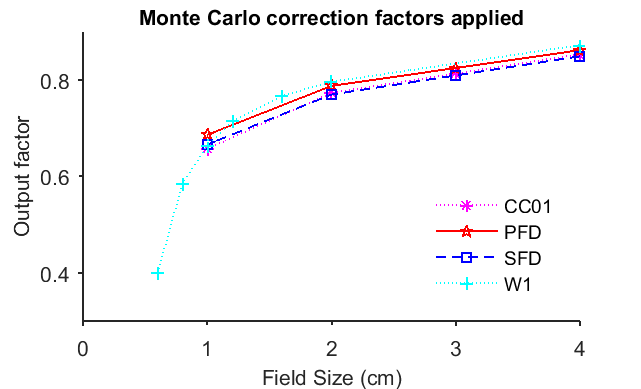 Monte Carlo correction factors applied
Output factor
0.8
0.6
0.4
CC01
PFD
SFD
W1
0 1 2 3 4
Field Size (cm)